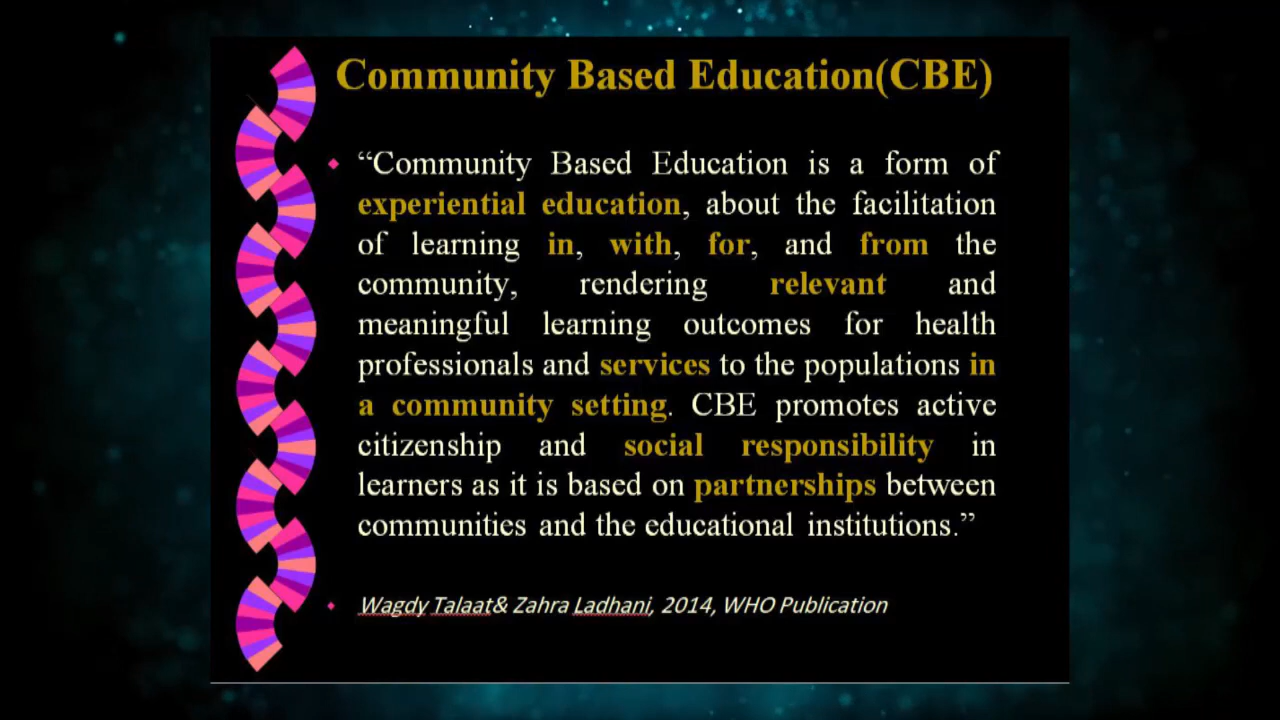 Community Based Education(CBE)
“Community Based Education is a form of
experiential education, about the facilitation
of learning in, with, for, and from the
community, rendering relevant and
meaningful learning outcomes for health
professionals and services to the populations in
a community setting. CBE promotes active
citizenship and social responsibility in
learners as it is based on partnerships between
communities and the educational institutions.”
Wagdy Talaat& Zahra Ladhani, 2014, WHO Publication